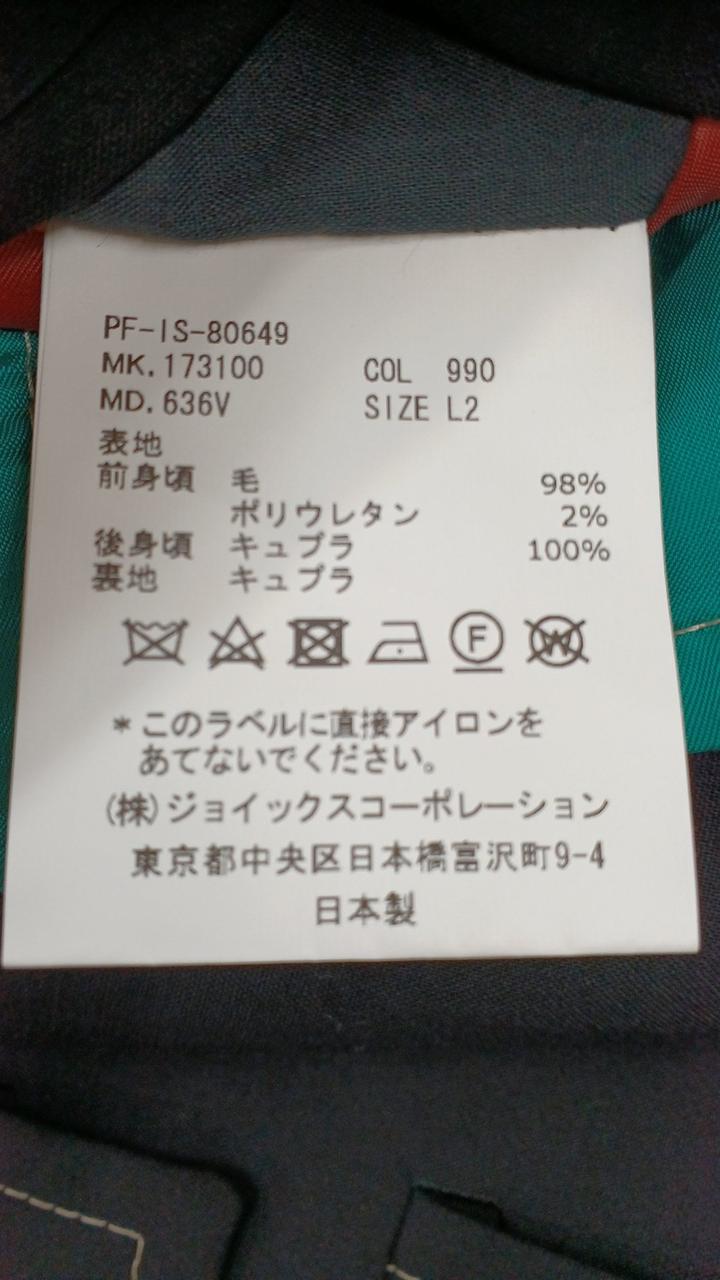 PF-IS-80649
MK.173100 COL 990
MD.636V SIZE L2
表地
前身頃 毛 98%
ポリウレタン 2%
後身頃 キュプラ 100%
裏地 キュプラ
F W
*このラベルに直接アイロンを
あてないでください。
(株)ジョイックスコーポレーション
東京都中央区日本橋富沢町9-4
日本製